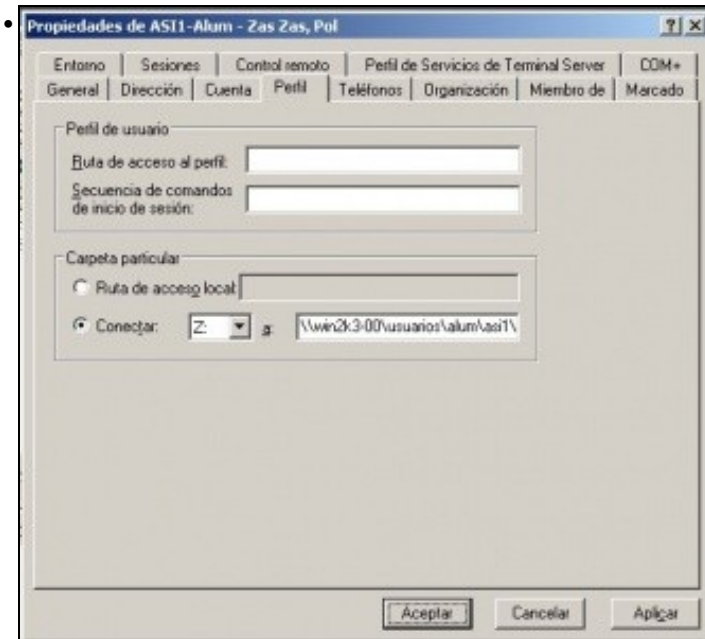 Propiedades de ASI1-Alum - Zas Zas, Pol
Entorno Sesiones Control remoto Perfil de Servicios de Terminal Server COM+
General Dirección Cuenta Perfil Teléfonos Organización Miembro de Marcado
Perfil de usuario
Ruta de acceso al perfil:
Secuencia de comandos
de inicio de sesión:
Carpeta particular
Ruta de acceso local:
Conectar: Z: a: \\win2k3-00\usuarios\alum\asi1\
Aceptar Cancelar Aplicar